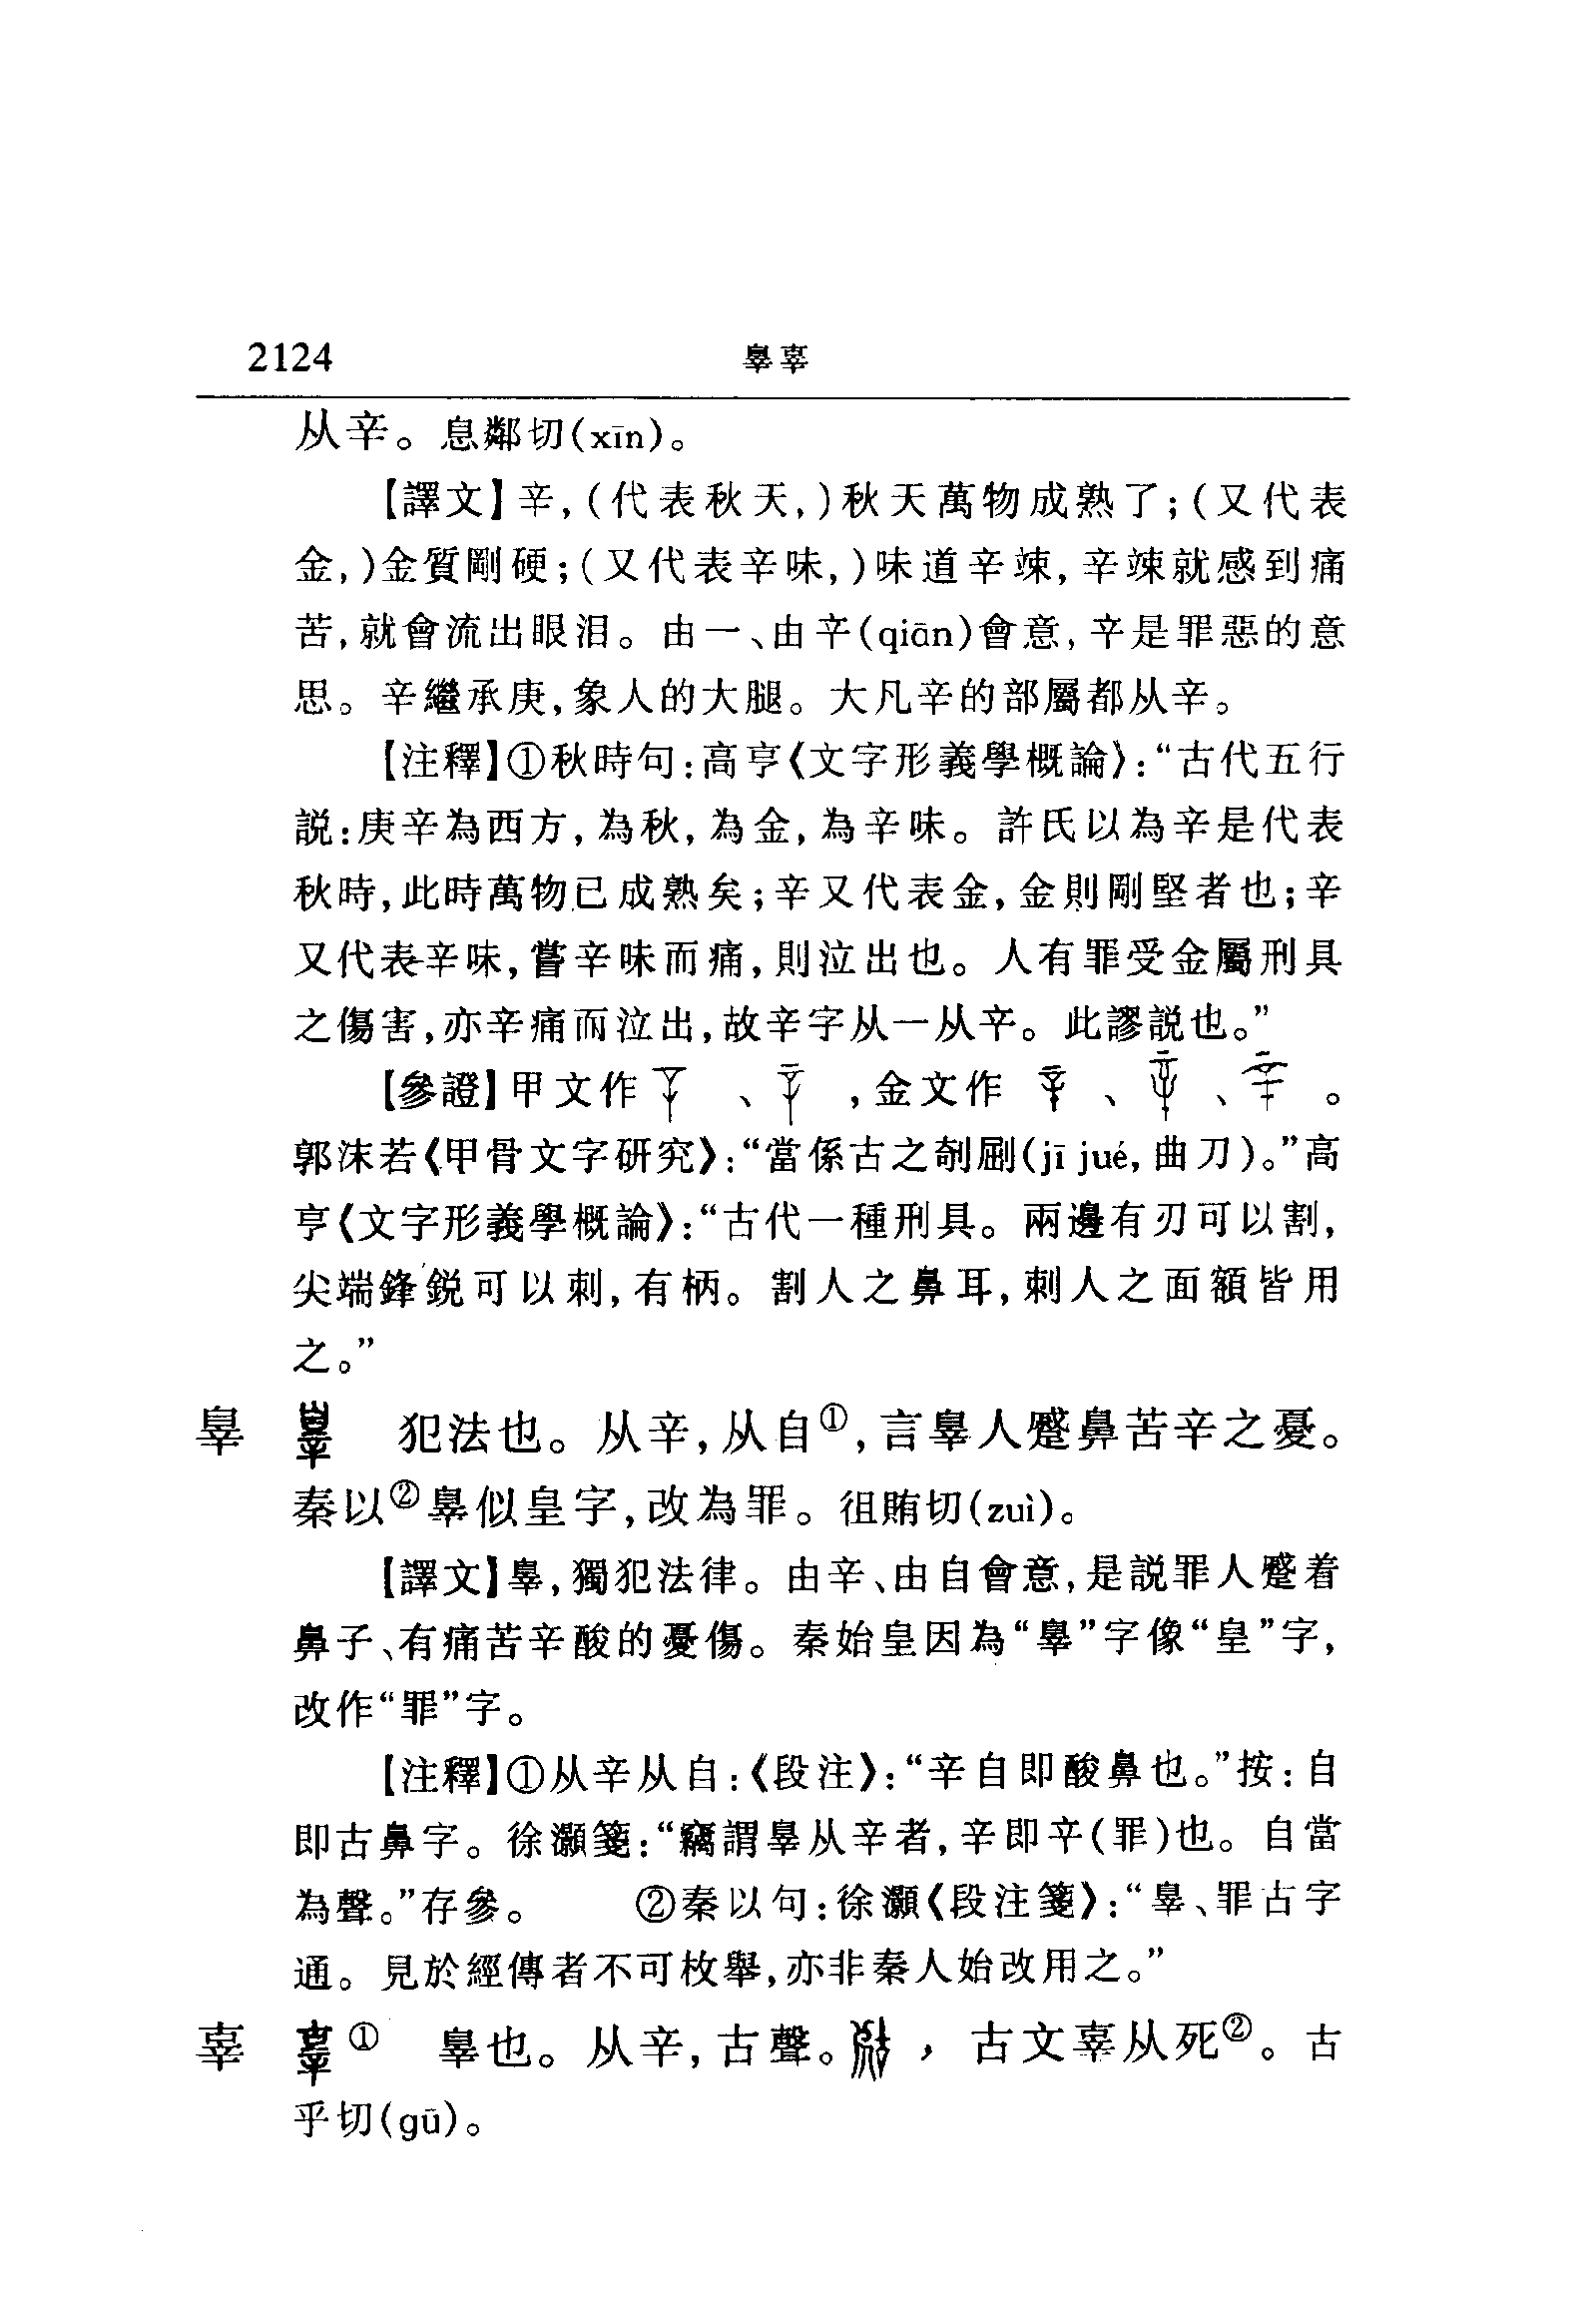 2124 辠辜
从辛。息鄰切(xīn)。
【譯文】辛,(代表秋天,)秋天萬物成熟了;(又代表
金,)金質剛硬;(又代表辛味,)味道辛竦,辛竦就感到痛
苦,就會流出眼泪。由一、由䇂(qiān)會意,䇂是罪惡的意
思。辛繼承庚,象人的大腿。大凡辛的部屬都从辛。
【注釋】①秋時句:高亨《文字形義學概論》:“古代五行
説:庚辛為西方,為秋,為金,為辛味。許氏以為辛是代表
秋時,此時萬物已成熟矣;辛又代表金,金則剛堅者也;辛
又代表辛味,嘗辛味而痛,則泣出也。人有罪受金屬刑具
之傷害,亦辛痛而泣出,故辛字从一从䇂。此謬説也。”
【參證】甲文作 、 ,金文作 、 、 。
郭沫若《甲骨文字研究》:“當係古之剞劂(jī jué,曲刀)。”高
亨《文字形義學概論》:“古代一種刑具。兩邊有刃可以割,
尖端鋒鋭可以刺,有柄。割人之鼻耳,刺人之面額皆用
之。”
辠 犯法也。从辛,从自①,言辠人蹙鼻苦辛之憂。
秦以②辠似皇字,改為罪。徂賄切(zuì)。
【譯文】辠,獨犯法律。由辛、由自會意,是説罪人蹙着
鼻子、有痛苦辛酸的憂傷。秦始皇因為“辠”字像“皇”字,
改作“罪”字。
【注釋】①从辛从自:《段注》:“辛自即酸鼻也。”按:自
即古鼻字。徐灝箋:“竊謂辠从辛者,辛即䇂(罪)也。自當
為聲。”存參。 ②秦以句:徐灝《段注箋》:“辠、罪古字
通。見於經傳者不可枚舉,亦非秦人始改用之。”
辜 ① 辠也。从辛,古聲。 ,古文辜从死②。古
乎切(gū)。